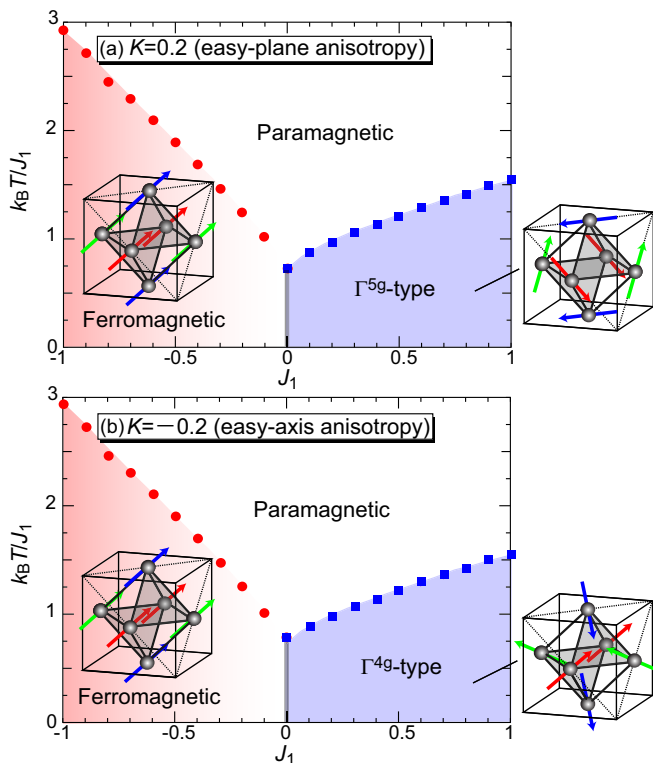 (a) K=0.2 (easy-plane anisotropy)
3
2
1
0
k_BT/J_1
Paramagnetic
Γ^{5g}-type
Ferromagnetic
-1 -0.5 0 0.5 1
J_1
(b) K=−0.2 (easy-axis anisotropy)
3
2
1
0
k_BT/J_1
Paramagnetic
Γ^{4g}-type
Ferromagnetic
-1 -0.5 0 0.5 1
J_1